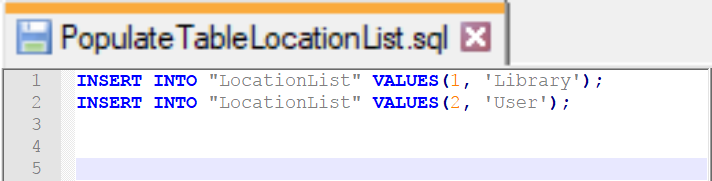 PopulateTableLocationList.sql
1 INSERT INTO "LocationList" VALUES(1, 'Library');
2 INSERT INTO "LocationList" VALUES(2, 'User');
3
4
5